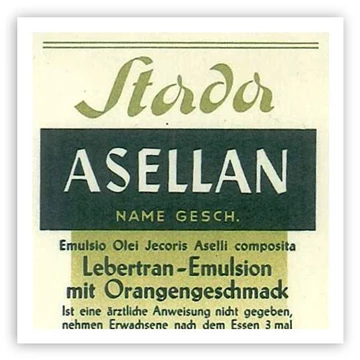 Stada
ASELLAN
NAME GESCH.
Emulsio Olei Jecoris Aselli composita
Lebertran-Emulsion
mit Orangengeschmack
Ist eine ärztliche Anweisung nicht gegeben,
nehmen Erwachsene nach dem Essen 3 mal